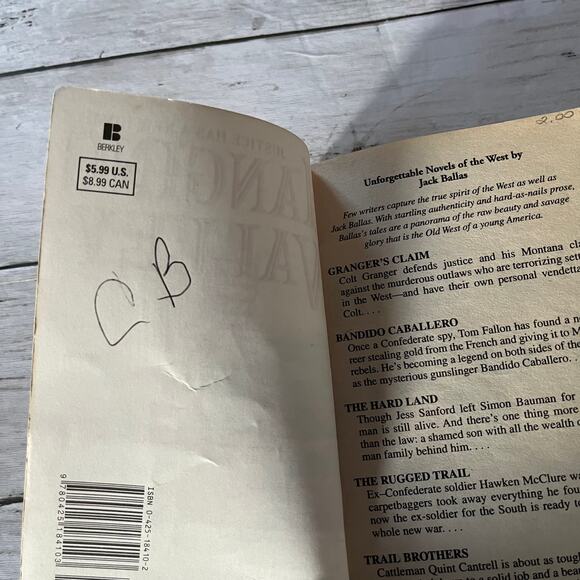 BERKLEY
$5.99 U.S.
$8.99 CAN
ISBN 0-425-18410-2
9 780425 184103
2.00
Unforgettable Novels of the West by
Jack Ballas
Few writers capture the true spirit of the West as well as
Jack Ballas. With startling authenticity and hard-as-nails prose,
Ballas's tales are a panorama of the raw beauty and savage
glory that is the Old West of a young America.
GRANGER'S CLAIM
Colt Granger defends justice and his Montana cl
against the murderous outlaws who are terrorizing sett
in the West—and have their own personal vendetta
Colt. . . .
BANDIDO CABALLERO
Once a Confederate spy, Tom Fallon has found a n
reer stealing gold from the French and giving it to M
rebels. He's becoming a legend on both sides of the
as the mysterious gunslinger Bandido Caballero. .
THE HARD LAND
Though Jess Sanford left Simon Bauman for
man is still alive. And there's one thing more
than the law: a shamed son with all the wealth o
man family behind him. . . .
THE RUGGED TRAIL
Ex–Confederate soldier Hawken McClure wa
carpetbaggers took away everything he fou
now the ex-soldier for the South is ready to
whole new war. . . .
TRAIL BROTHERS
Cattleman Quint Cantrell is about as toug
to a solid job and a bea